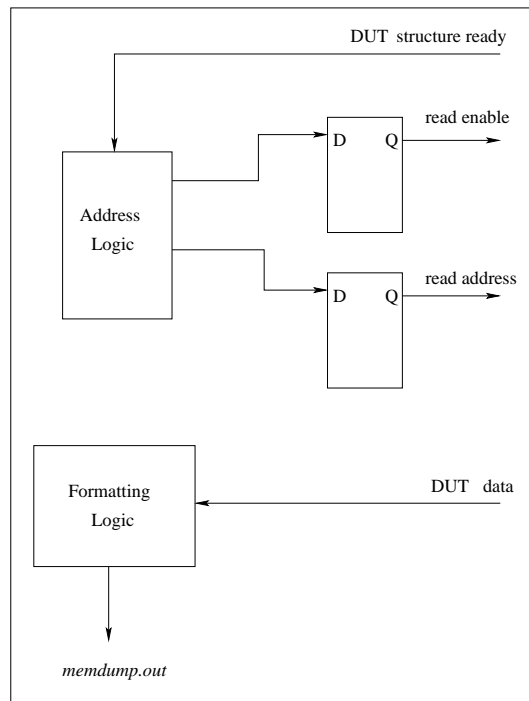 DUT structure ready
read enable
D Q
Address
Logic
read address
D Q
Formatting
Logic
DUT data
memdump.out